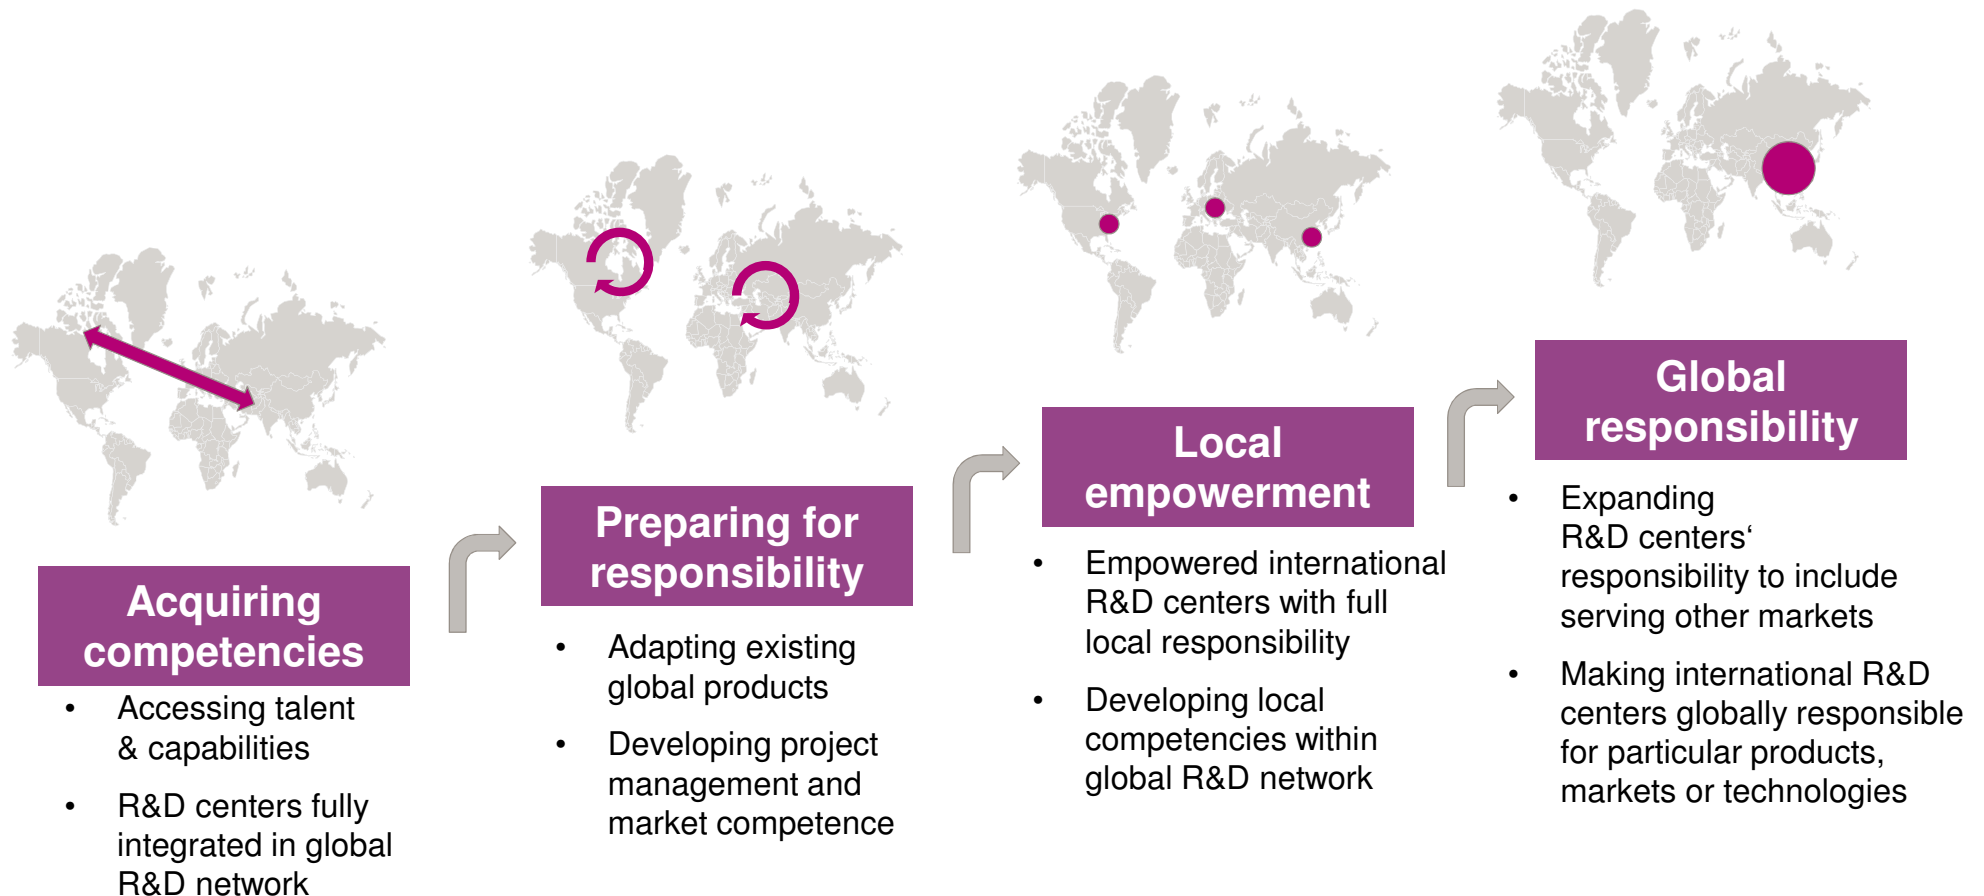 Acquiring
competencies
• Accessing talent
& capabilities
• R&D centers fully
integrated in global
R&D network
Preparing for
responsibility
• Adapting existing
global products
• Developing project
management and
market competence
Local
empowerment
• Empowered international
R&D centers with full
local responsibility
• Developing local
competencies within
global R&D network
Global
responsibility
• Expanding
R&D centers‘
responsibility to include
serving other markets
• Making international R&D
centers globally responsible
for particular products,
markets or technologies